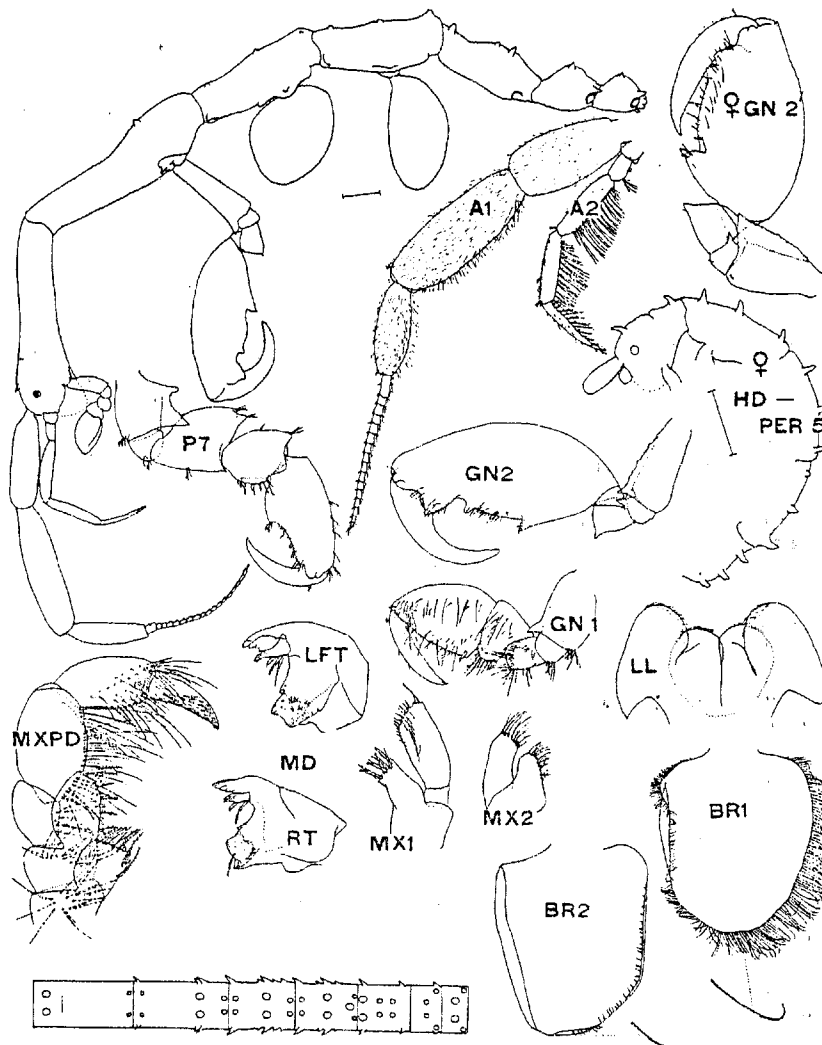 ♀GN 2
A1
A2
♀
HD —
PER 5
P7
GN2
GN 1
LFT
LL
MXPD
MD
BR1
RT
MX1
MX2
BR2